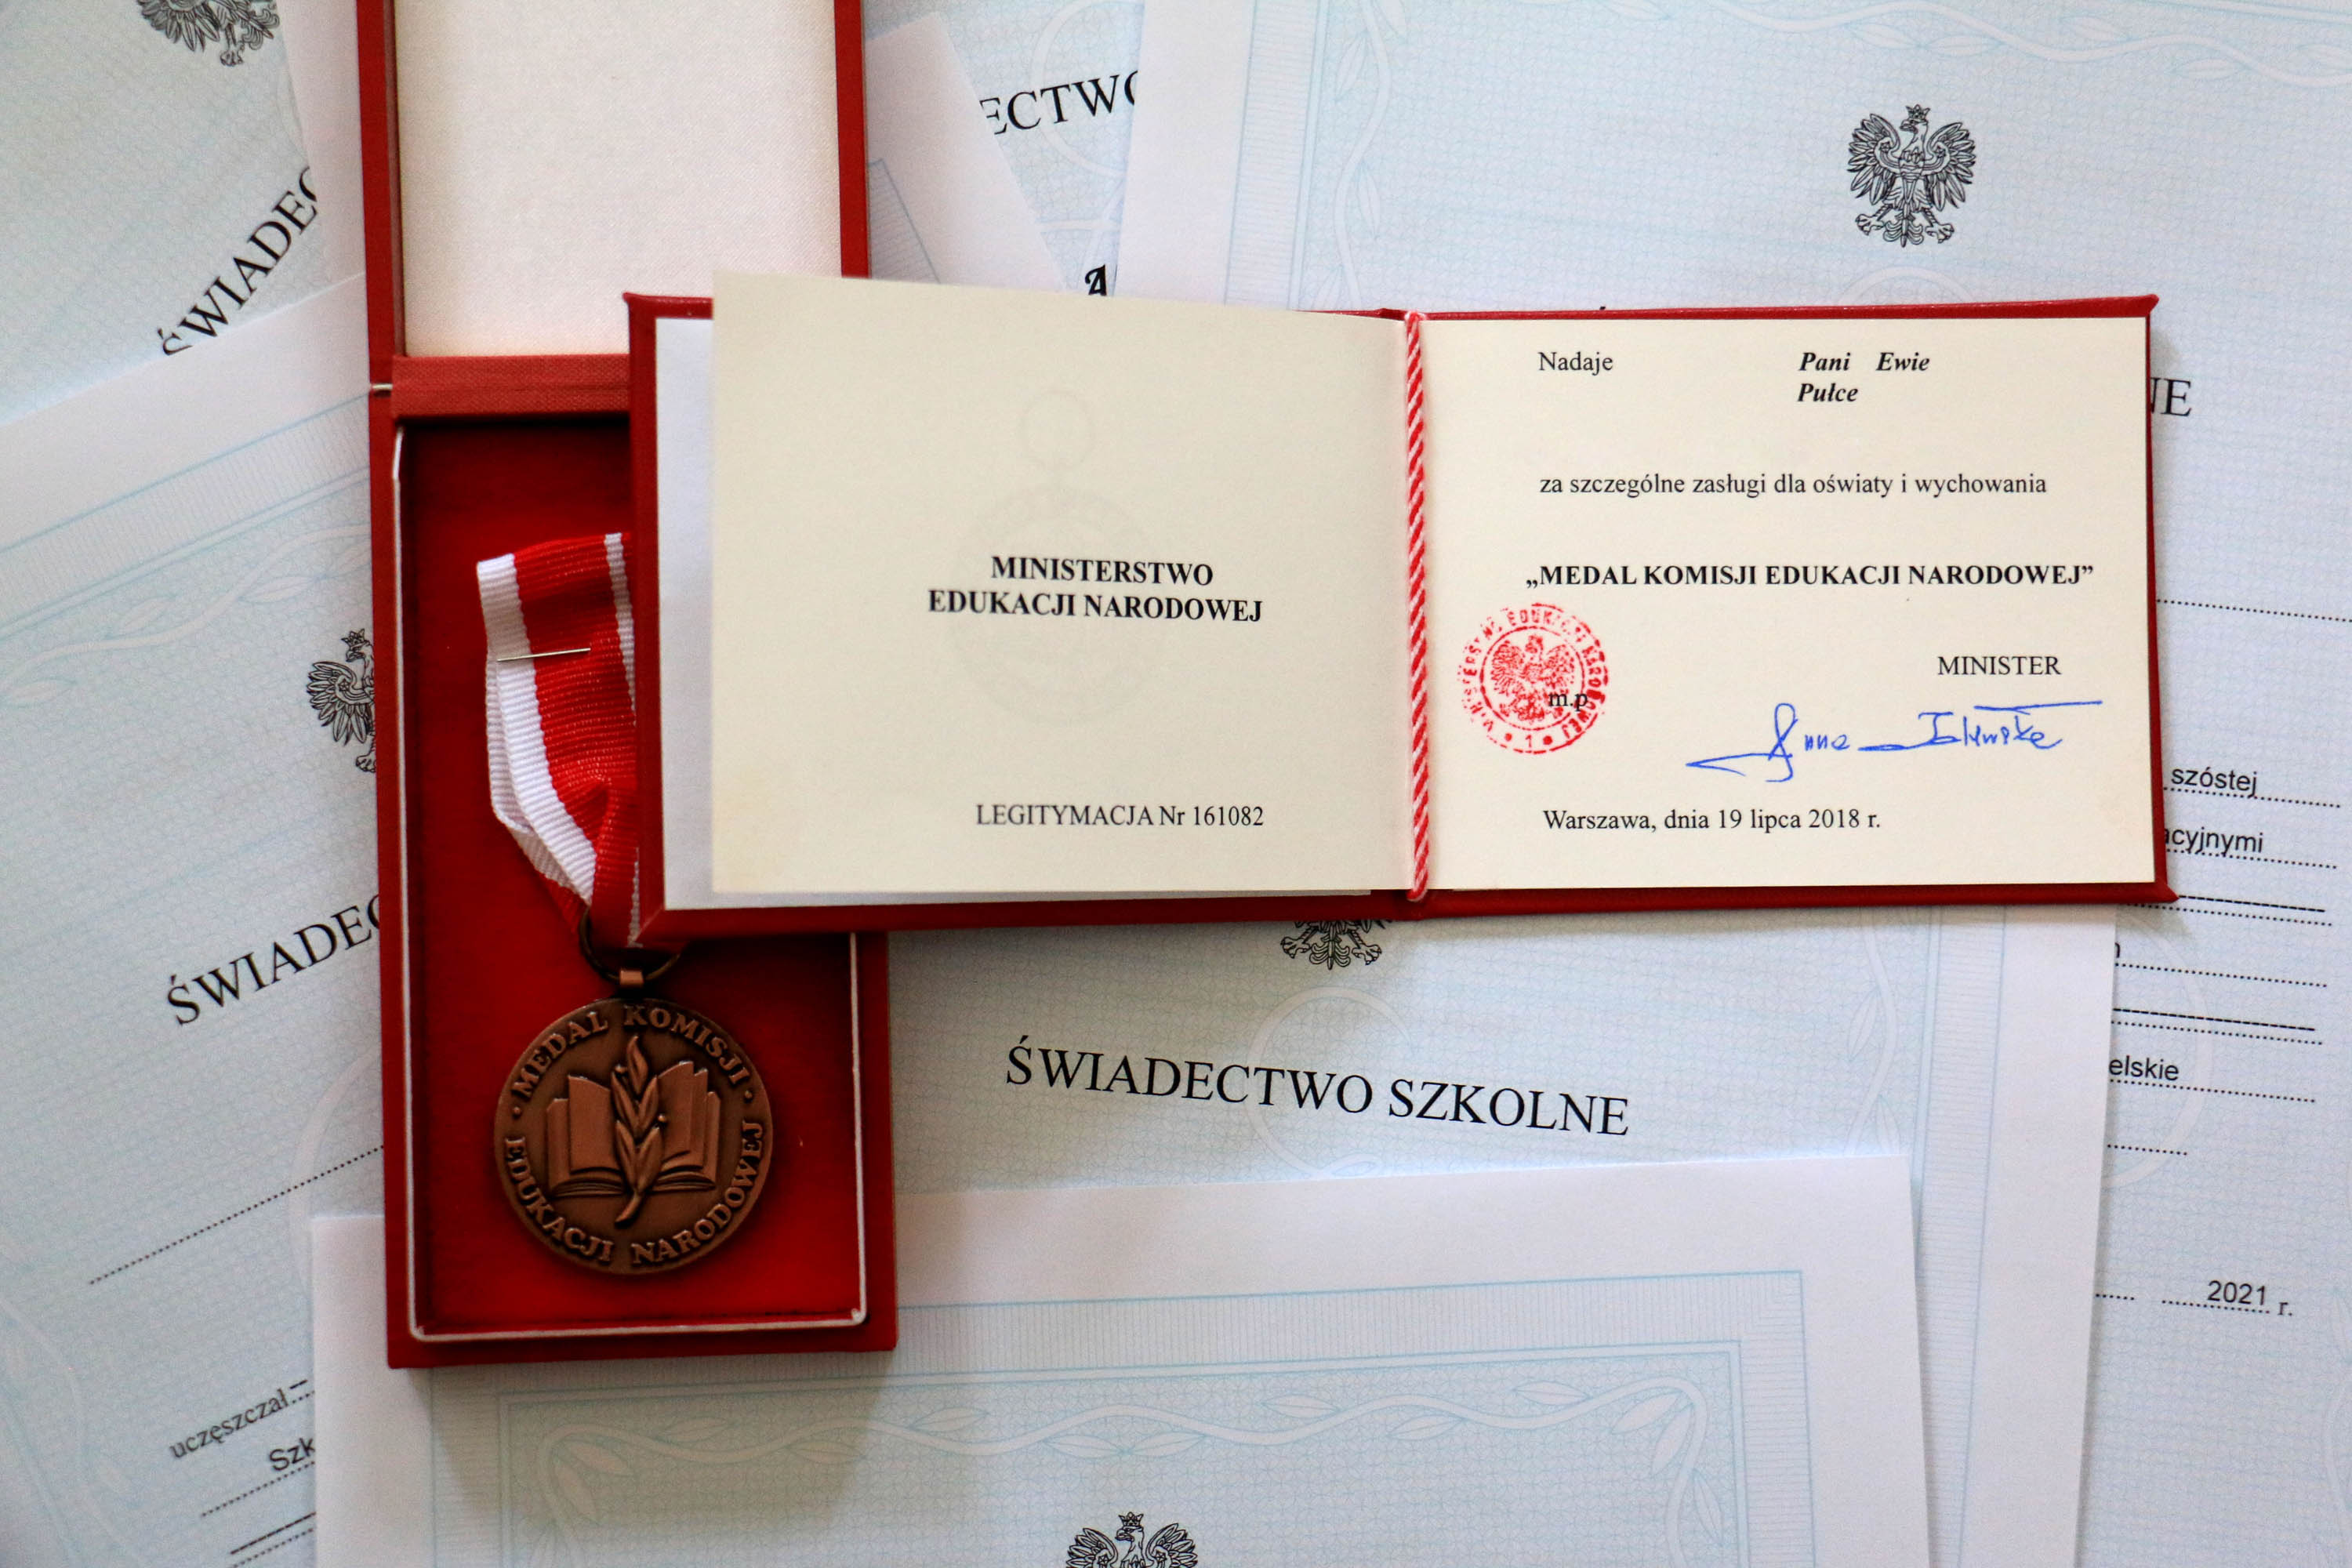 ŚWIADEC
ECTWO
NE
Nadaje Pani Ewie
Pułce
za szczególne zasługi dla oświaty i wychowania
„MEDAL KOMISJI EDUKACJI NARODOWEJ”
MINISTER
m.p
Warszawa, dnia 19 lipca 2018 r.
MINISTERSTWO
EDUKACJI NARODOWEJ
LEGITYMACJA Nr 161082
szóstej
acyjnymi
elskie
2021 r.
ŚWIADEC
MEDAL KOMISJI
EDUKACJI NARODOWEJ
ŚWIADECTWO SZKOLNE
uczęszczał
Szk